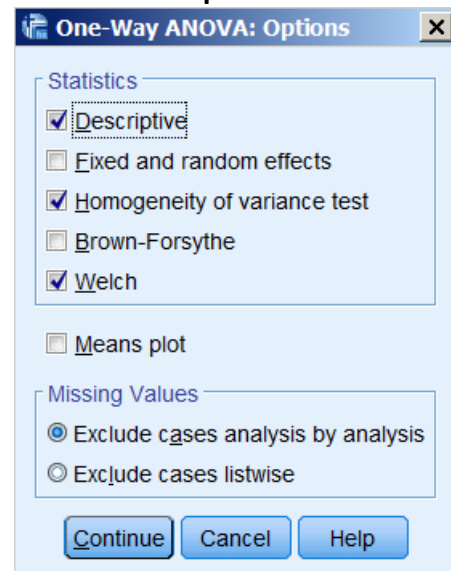 One-Way ANOVA: Options
Statistics
Descriptive
Fixed and random effects
Homogeneity of variance test
Brown-Forsythe
Welch
Means plot
Missing Values
Exclude cases analysis by analysis
Exclude cases listwise
Continue Cancel Help